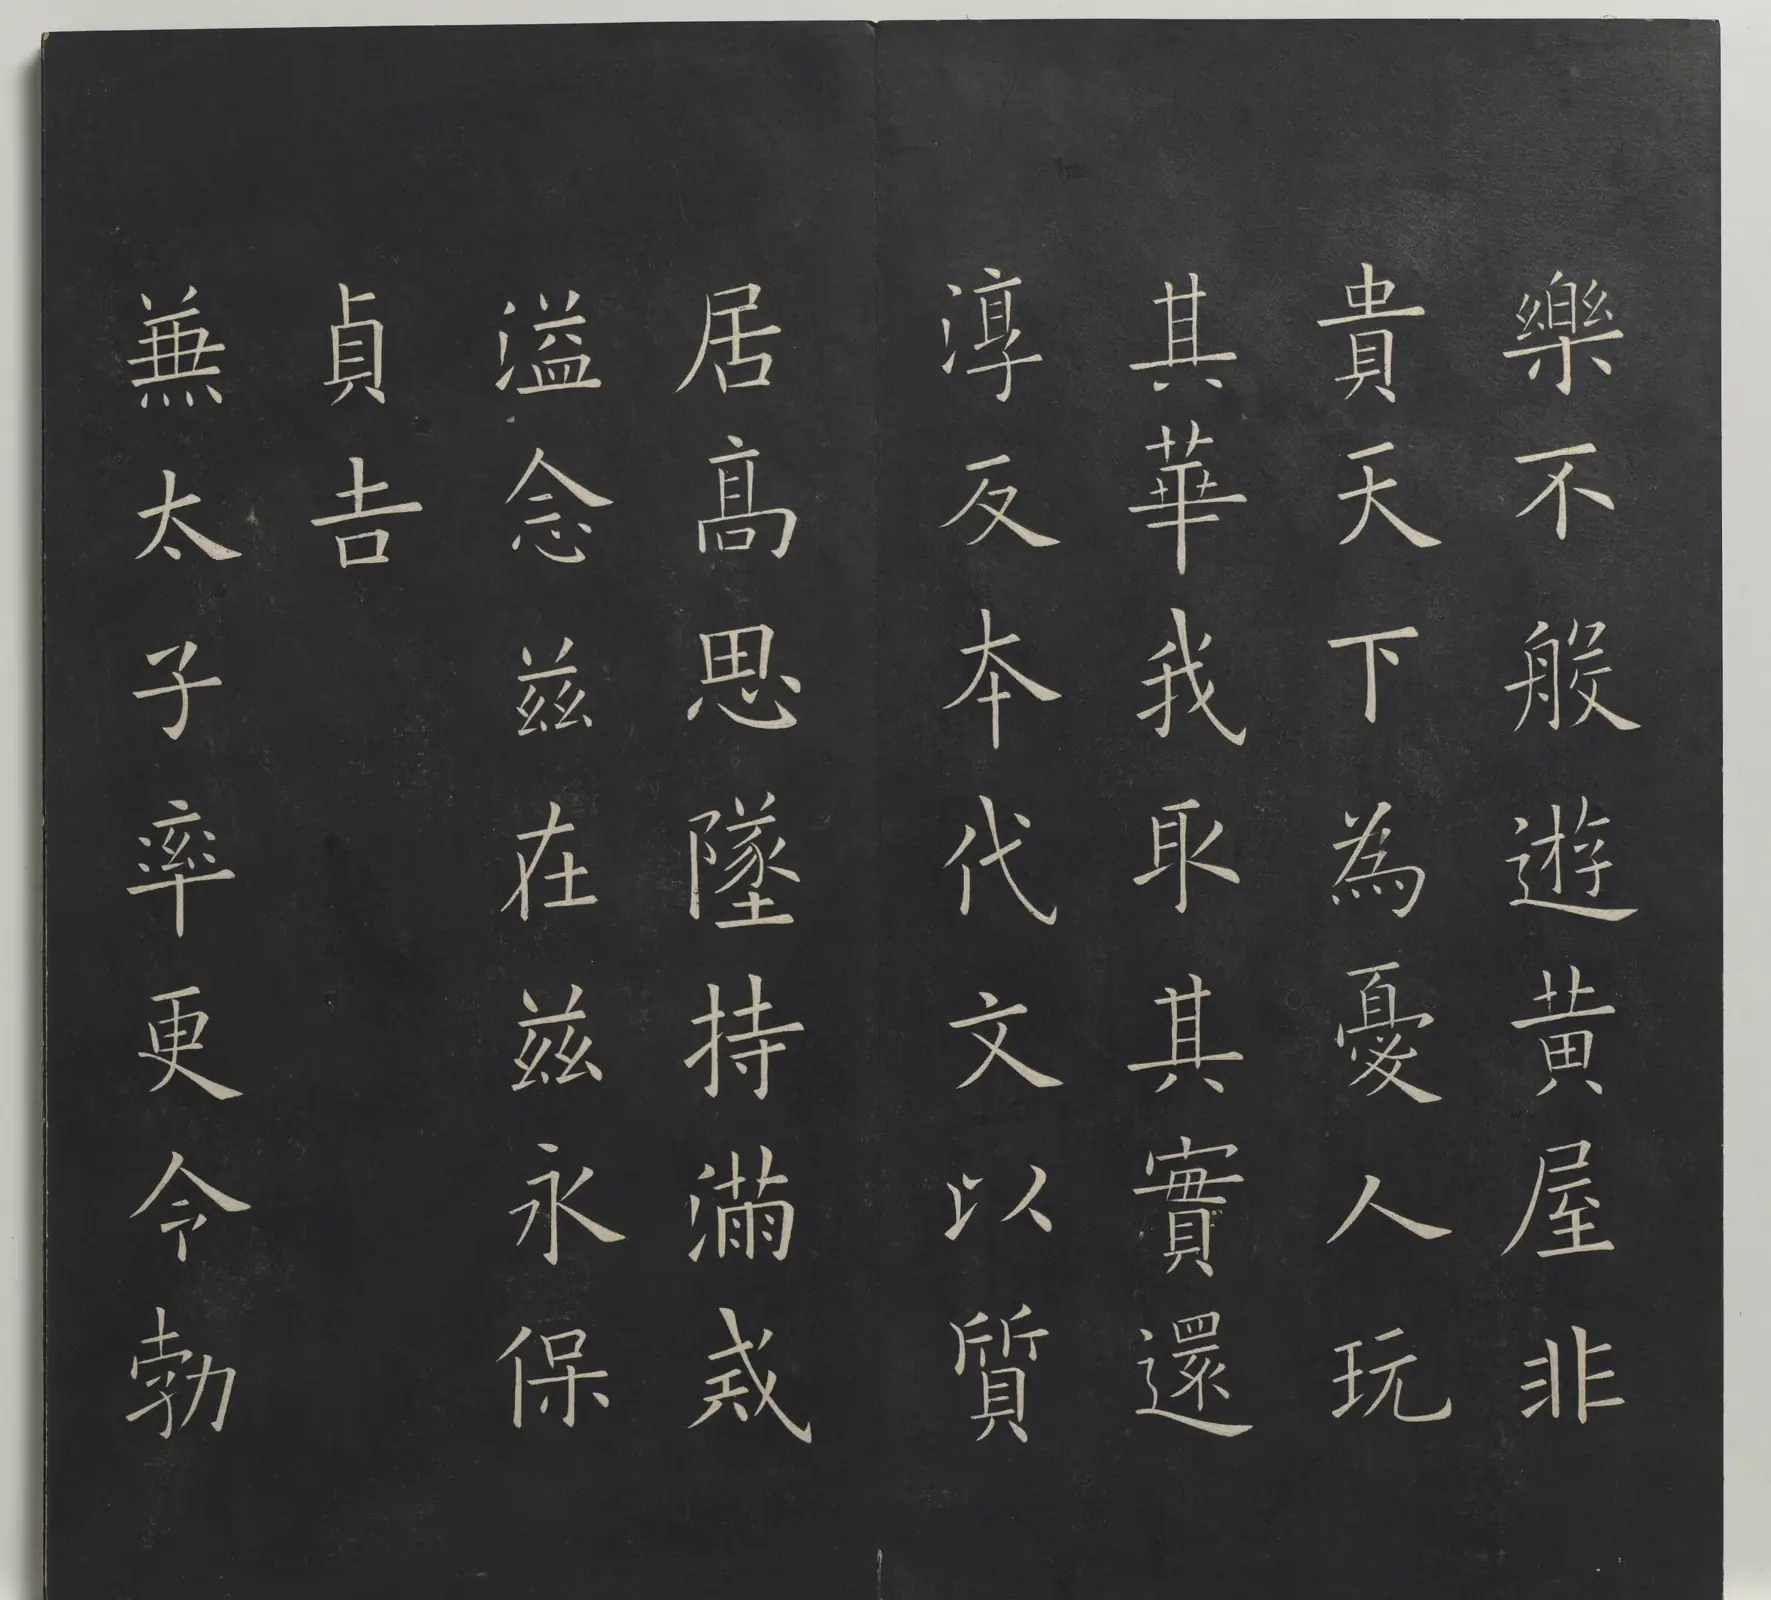 樂不般遊黃屋非
貴天下為憂人玩
其華我取其實還
淳反本代文以質
居高思墜持滿戒
溢念茲在茲永保
貞吉
兼太子率更令勃